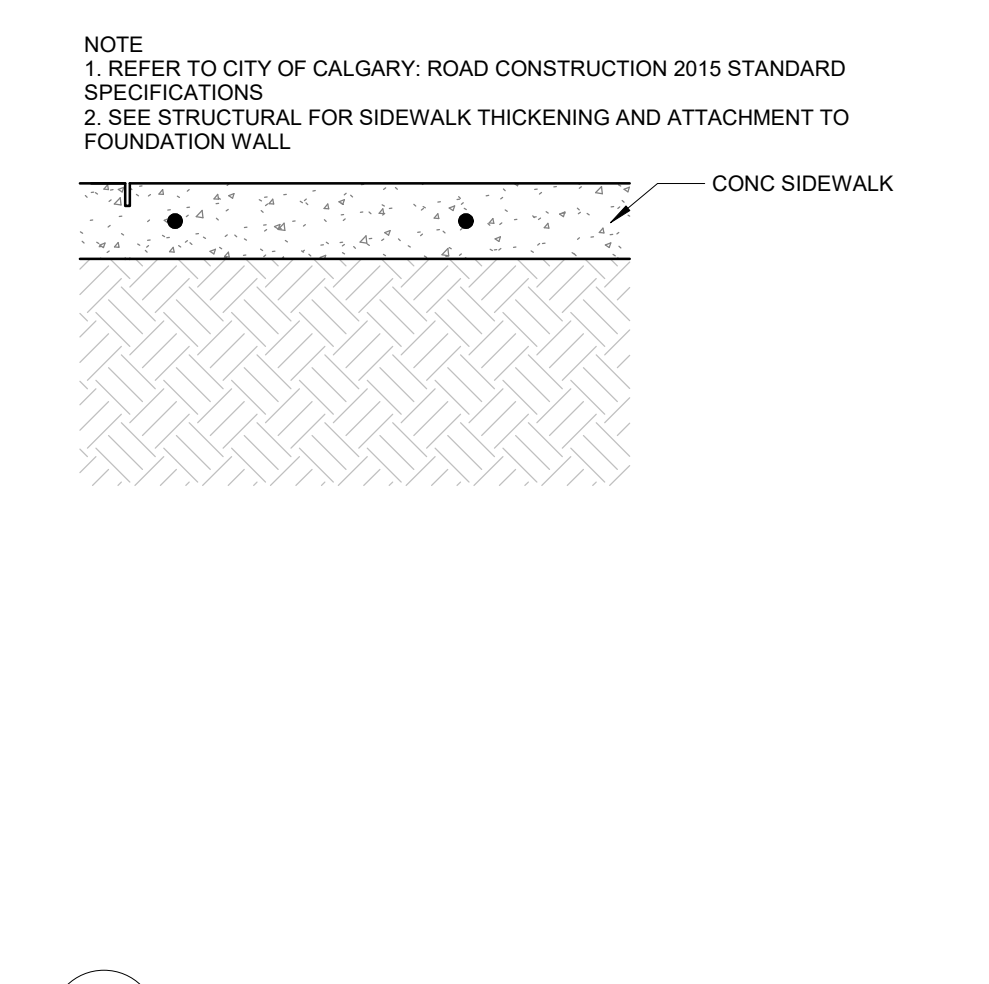 NOTE
1. REFER TO CITY OF CALGARY: ROAD CONSTRUCTION 2015 STANDARD
SPECIFICATIONS
2. SEE STRUCTURAL FOR SIDEWALK THICKENING AND ATTACHMENT TO
FOUNDATION WALL
CONC SIDEWALK